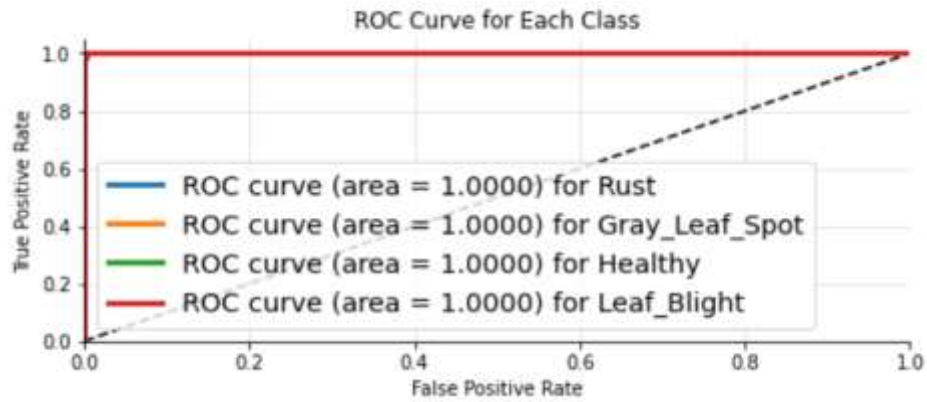 ROC Curve for Each Class
True Positive Rate
1.0
0.8
0.6
0.4
0.2
0.0
ROC curve (area = 1.0000) for Rust
ROC curve (area = 1.0000) for Gray_Leaf_Spot
ROC curve (area = 1.0000) for Healthy
ROC curve (area = 1.0000) for Leaf_Blight
0.0 0.2 0.4 0.6 0.8 1.0
False Positive Rate